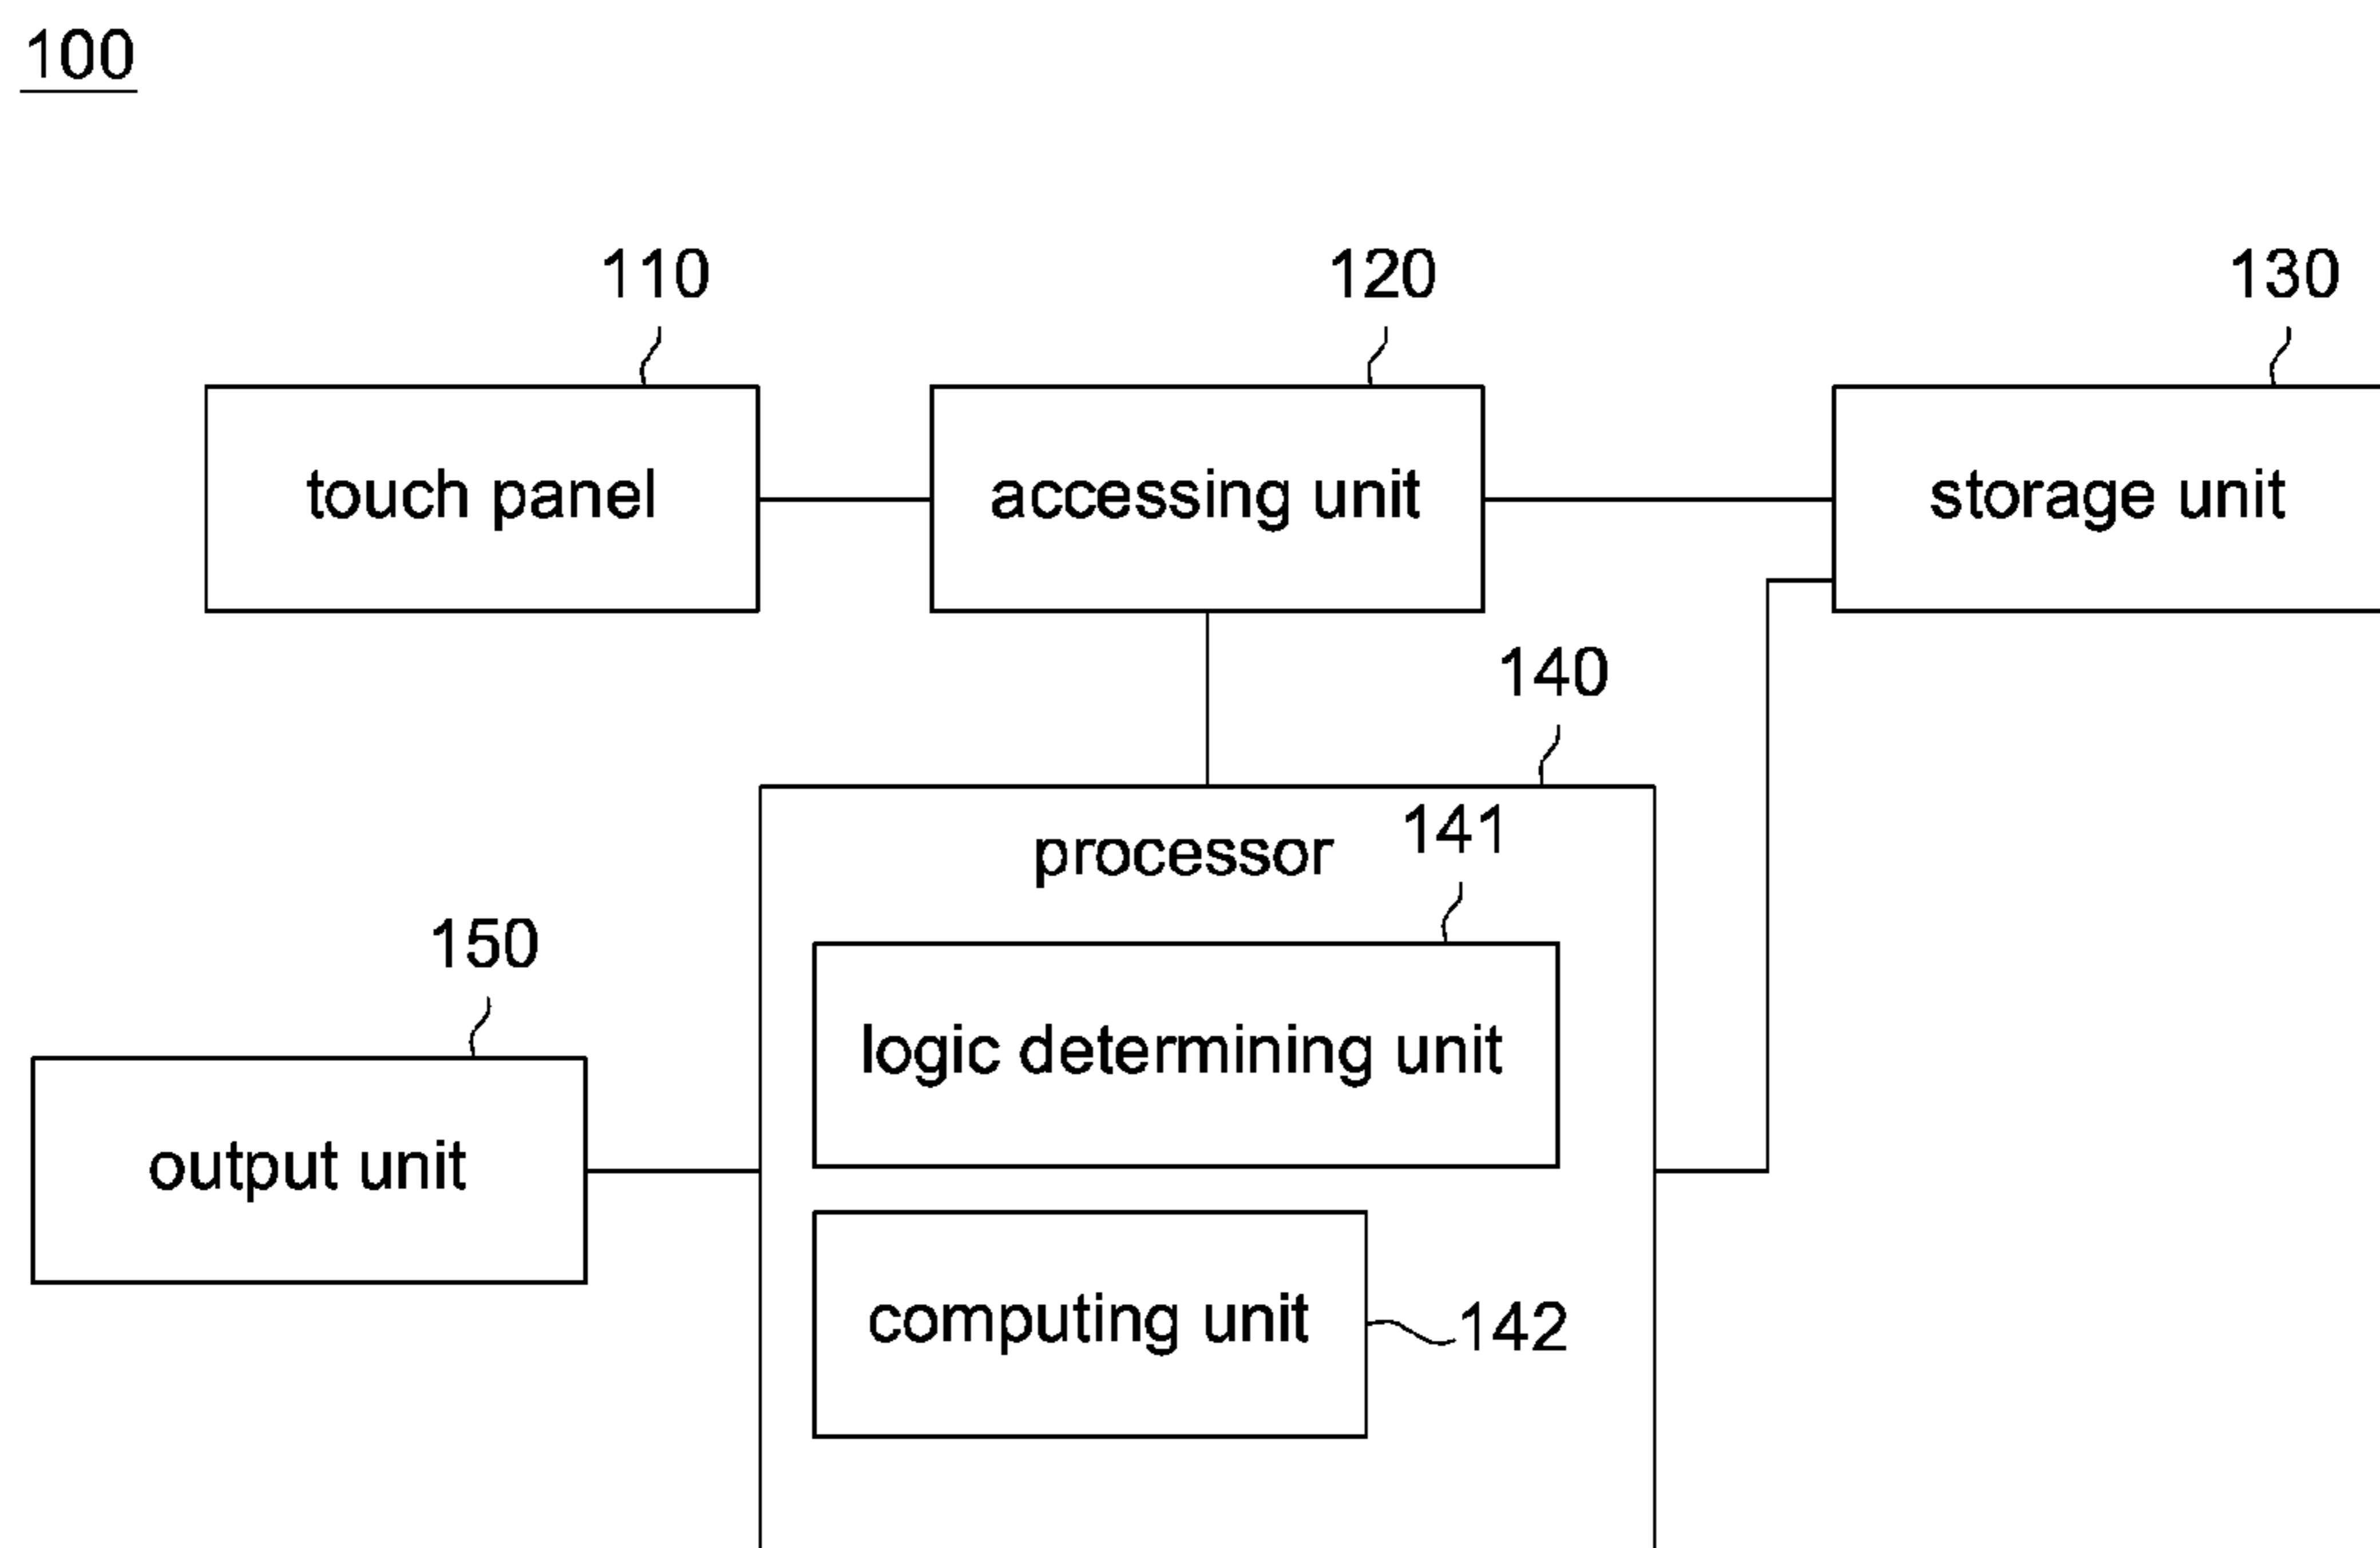 100
110
120
130
touch panel
accessing unit
storage unit
140
processor
141
150
logic determining unit
output unit
computing unit
142